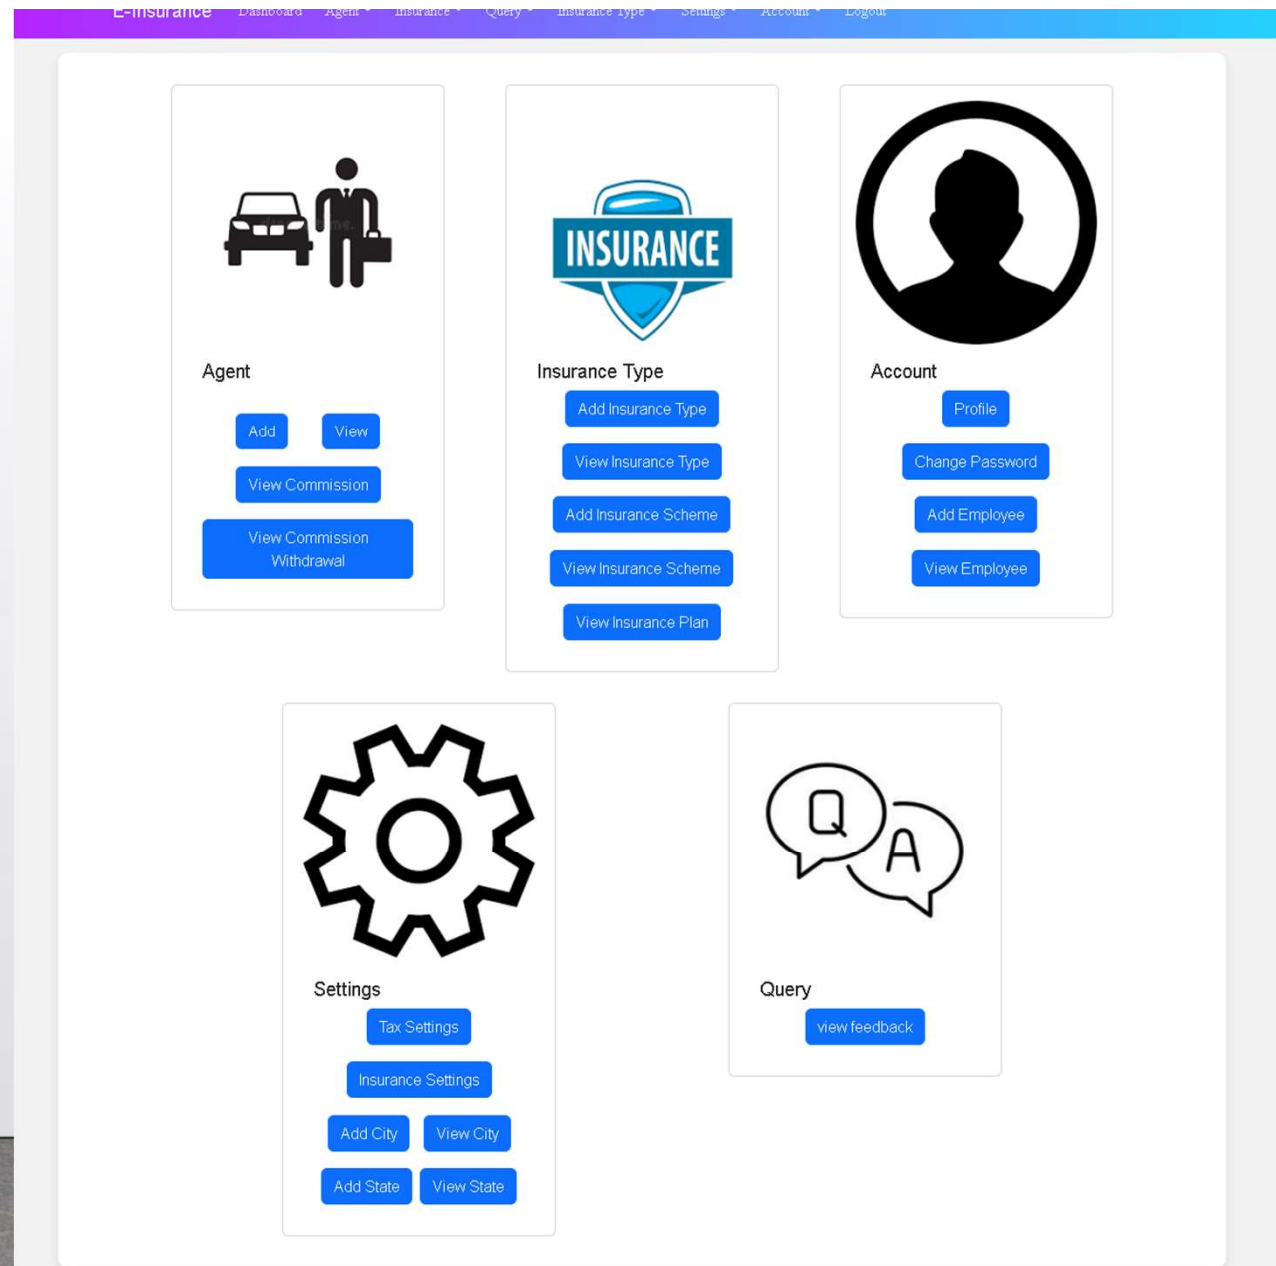 E-Insurance Dashboard Agent Insurance Query Insurance Type Settings Account Logout
INSURANCE
Agent
Add View
View Commission
View Commission
Withdrawal
Insurance Type
Add Insurance Type
View Insurance Type
Add Insurance Scheme
View Insurance Scheme
View Insurance Plan
Account
Profile
Change Password
Add Employee
View Employee
Q
A
Settings
Tax Settings
Insurance Settings
Add City View City
Add State View State
Query
view feedback